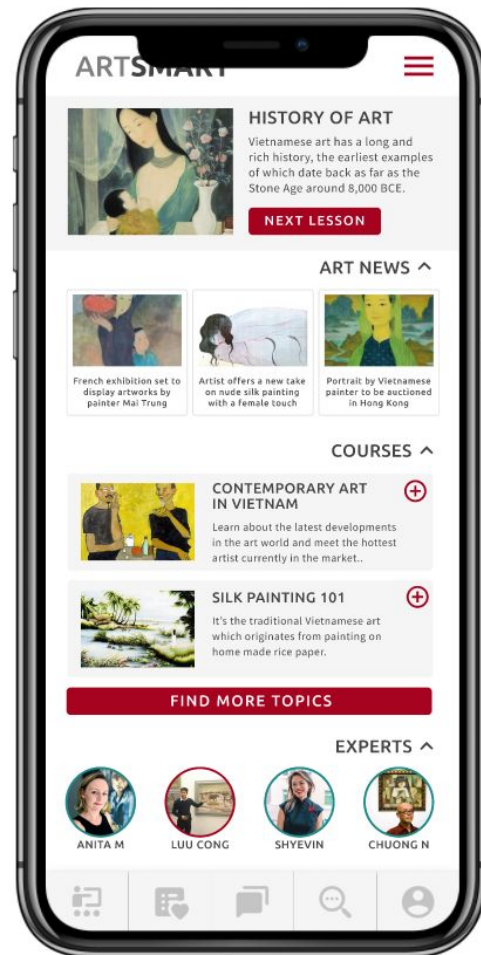 ARTSMART
HISTORY OF ART
Vietnamese art has a long and
rich history, the earliest examples
of which date back as far as the
Stone Age around 8,000 BCE.
NEXT LESSON
ART NEWS
French exhibition set to
display artworks by
painter Mai Trung
Artist offers a new take
on nude silk painting
with a female touch
Portrait by Vietnamese
painter to be auctioned
in Hong Kong
COURSES
CONTEMPORARY ART
IN VIETNAM
Learn about the latest developments
in the art world and meet the hottest
artist currently in the market..
SILK PAINTING 101
It's the traditional Vietnamese art
which originates from painting on
home made rice paper.
FIND MORE TOPICS
EXPERTS
ANITA M
LUU CONG
SHYEVIN
CHUONG N